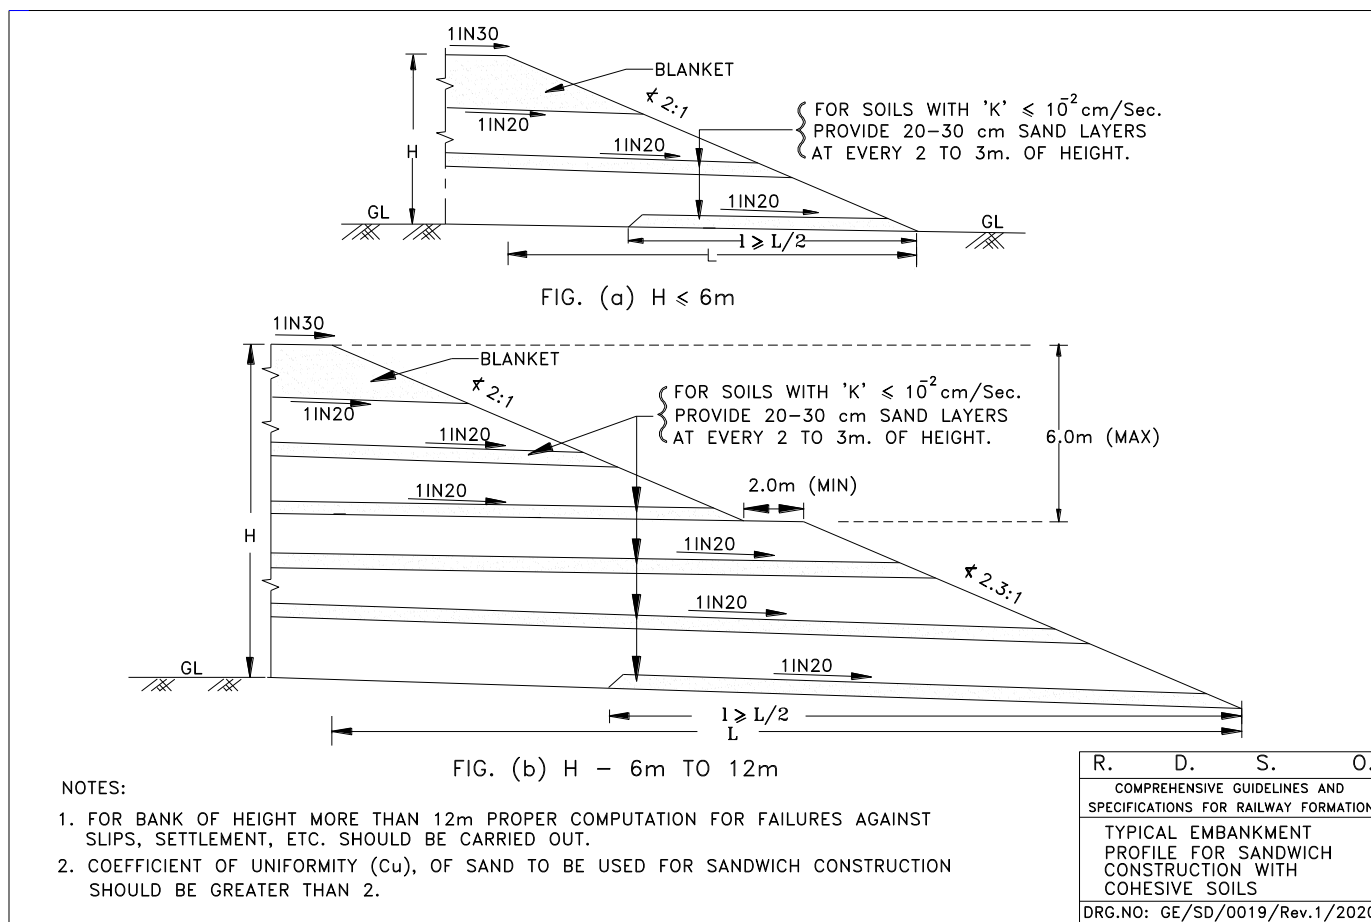 1IN30
BLANKET
∡ 2:1
FOR SOILS WITH 'K' ⩽ 10⁻² cm/Sec.
PROVIDE 20-30 cm SAND LAYERS
AT EVERY 2 TO 3m. OF HEIGHT.
1IN20
H
1IN20
1IN20
GL
GL
l ⩾ L/2
L
FIG. (a) H ⩽ 6m
1IN30
BLANKET
∡ 2:1
FOR SOILS WITH 'K' ⩽ 10⁻² cm/Sec.
PROVIDE 20-30 cm SAND LAYERS
AT EVERY 2 TO 3m. OF HEIGHT.
1IN20
1IN20
6.0m (MAX)
2.0m (MIN)
1IN20
H
1IN20
∡ 2.3:1
1IN20
GL
1IN20
l ⩾ L/2
L
FIG. (b) H - 6m TO 12m
NOTES:
1. FOR BANK OF HEIGHT MORE THAN 12m PROPER COMPUTATION FOR FAILURES AGAINST
SLIPS, SETTLEMENT, ETC. SHOULD BE CARRIED OUT.
2. COEFFICIENT OF UNIFORMITY (Cu), OF SAND TO BE USED FOR SANDWICH CONSTRUCTION
SHOULD BE GREATER THAN 2.
R. D. S. O.
COMPREHENSIVE GUIDELINES AND
SPECIFICATIONS FOR RAILWAY FORMATION
TYPICAL EMBANKMENT
PROFILE FOR SANDWICH
CONSTRUCTION WITH
COHESIVE SOILS
DRG.NO: GE/SD/0019/Rev.1/2020